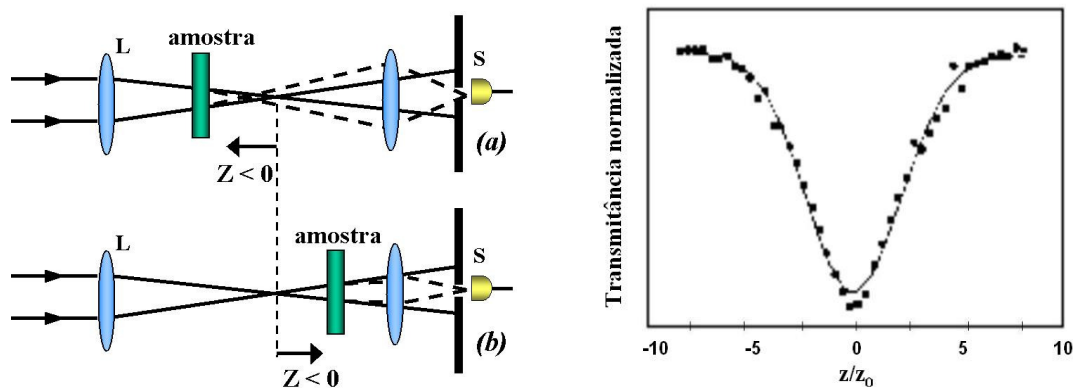 L
amostra
S
(a)
Z < 0
L
amostra
S
(b)
Z < 0
Transmitância normalizada
-10
-5
0
5
10
z/z₀